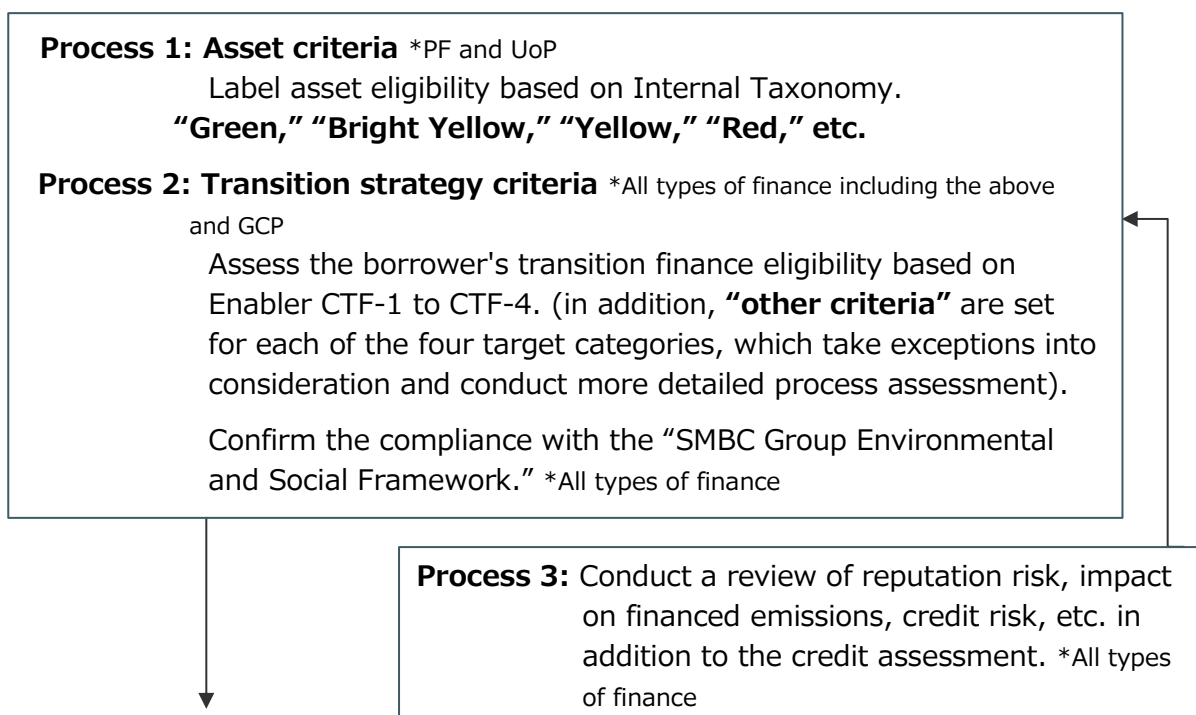 Process 1: Asset criteria *PF and UoP
Label asset eligibility based on Internal Taxonomy.
“Green,” “Bright Yellow,” “Yellow,” “Red,” etc.
Process 2: Transition strategy criteria *All types of finance including the above
and GCP
Assess the borrower's transition finance eligibility based on
Enabler CTF-1 to CTF-4. (in addition, “other criteria” are set
for each of the four target categories, which take exceptions into
consideration and conduct more detailed process assessment).
Confirm the compliance with the “SMBC Group Environmental
and Social Framework.” *All types of finance
Process 3: Conduct a review of reputation risk, impact
on financed emissions, credit risk, etc. in
addition to the credit assessment. *All types
of finance